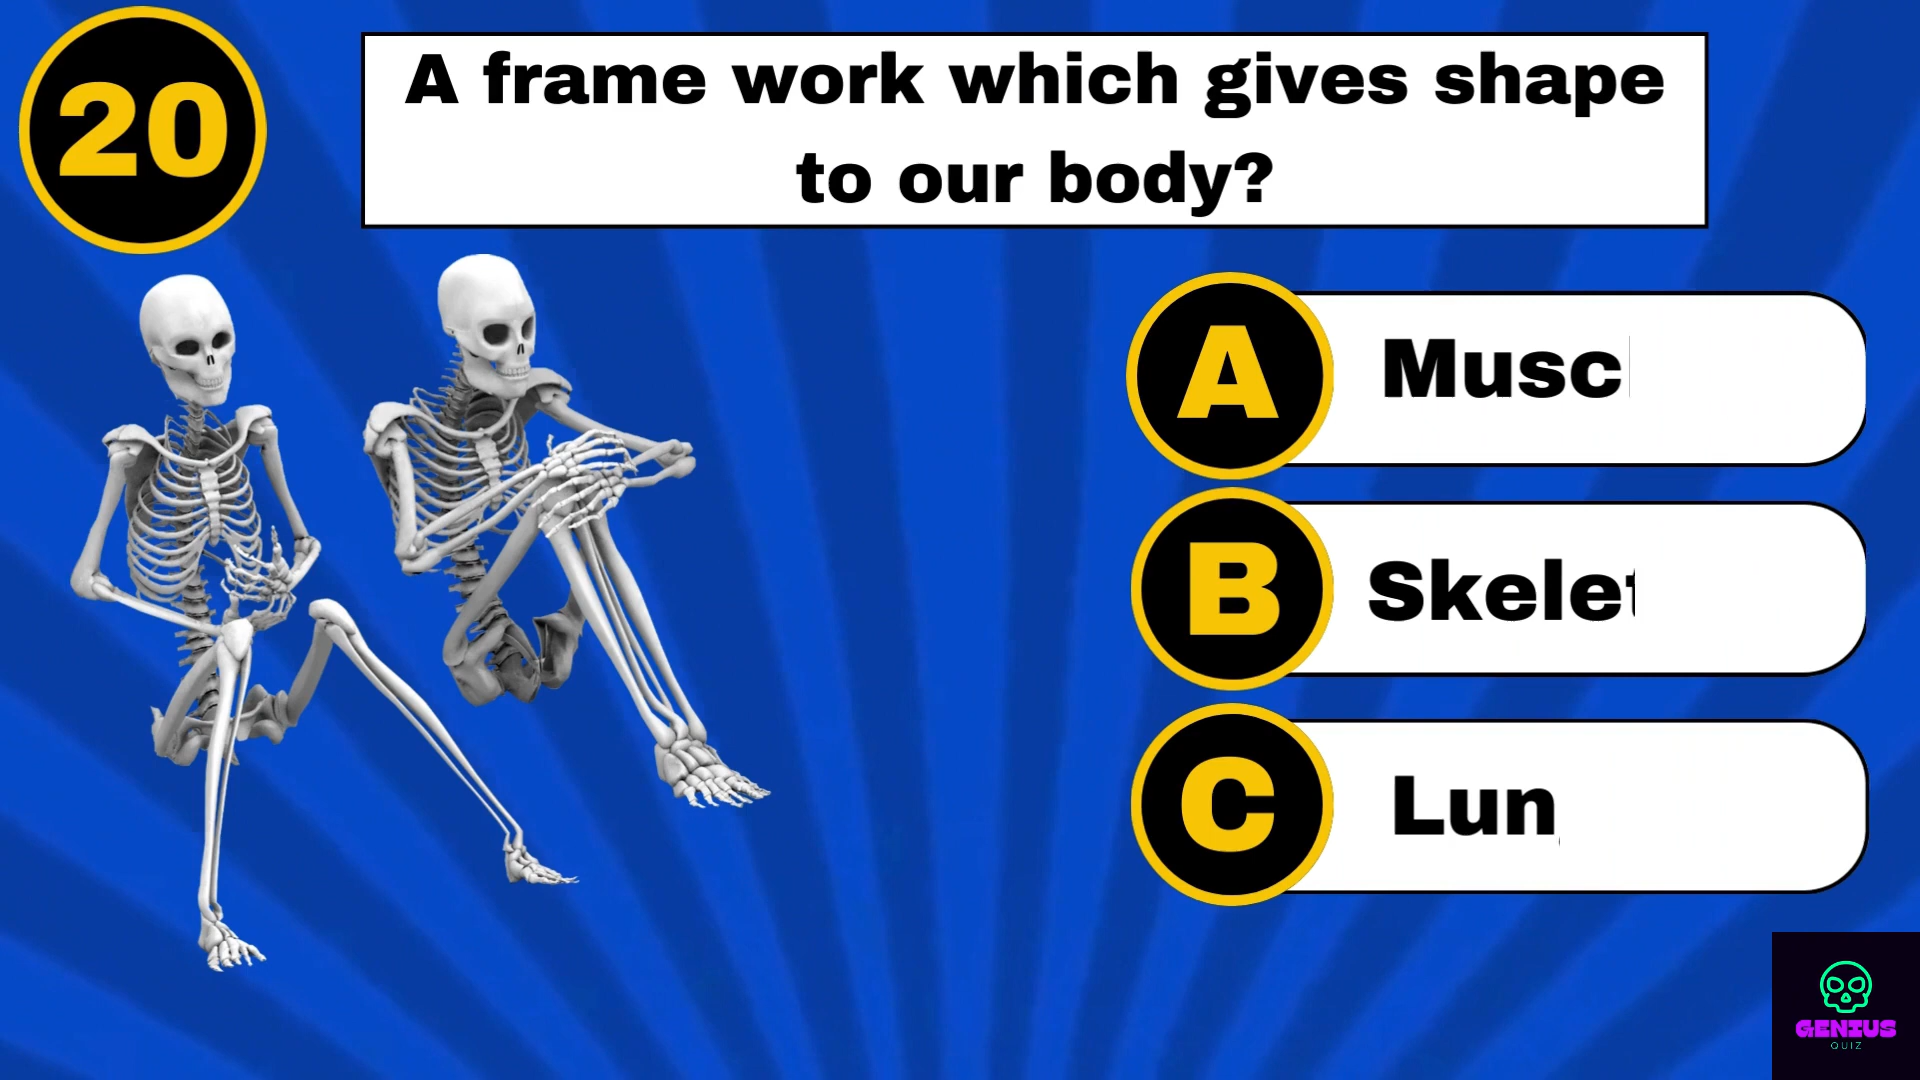 20
A frame work which gives shape
to our body?
A
Musc
B
Skele
C
Lun
GENIUS
QUIZ